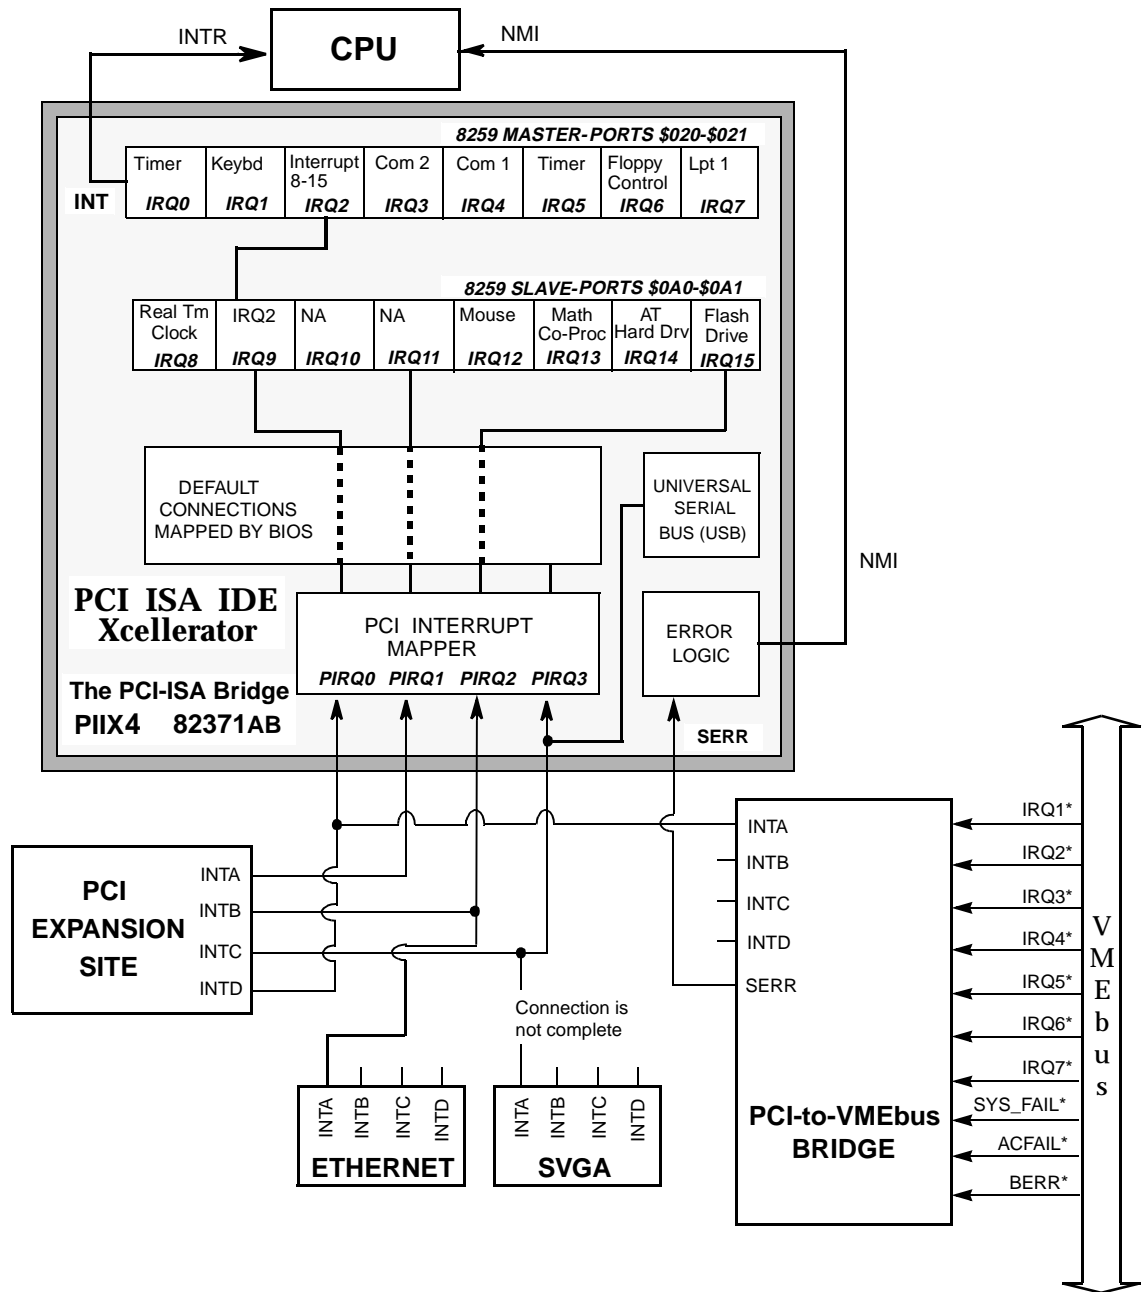 INTR
CPU
NMI
8259 MASTER-PORTS $020-$021
Timer
IRQ0
Keybd
IRQ1
Interrupt
8-15
IRQ2
Com 2
IRQ3
Com 1
IRQ4
Timer
IRQ5
Floppy
Control
IRQ6
Lpt 1
IRQ7
INT
8259 SLAVE-PORTS $0A0-$0A1
Real Tm
Clock
IRQ8
IRQ2
IRQ9
NA
IRQ10
NA
IRQ11
Mouse
IRQ12
Math
Co-Proc
IRQ13
AT
Hard Drv
IRQ14
Flash
Drive
IRQ15
DEFAULT
CONNECTIONS
MAPPED BY BIOS
UNIVERSAL
SERIAL
BUS (USB)
NMI
PCI ISA IDE
Xcellerator
PCI INTERRUPT
MAPPER
PIRQ0 PIRQ1 PIRQ2 PIRQ3
ERROR
LOGIC
The PCI-ISA Bridge
PIIX4 82371AB
SERR
PCI
EXPANSION
SITE
INTA
INTB
INTC
INTD
INTA
INTB
INTC
INTD
SERR
PCI-to-VMEbus
BRIDGE
IRQ1*
IRQ2*
IRQ3*
IRQ4*
IRQ5*
IRQ6*
IRQ7*
SYS_FAIL*
ACFAIL*
BERR*
VMEbus
Connection is
not complete
INTA
INTB
INTC
INTD
ETHERNET
INTA
INTB
INTC
INTD
SVGA